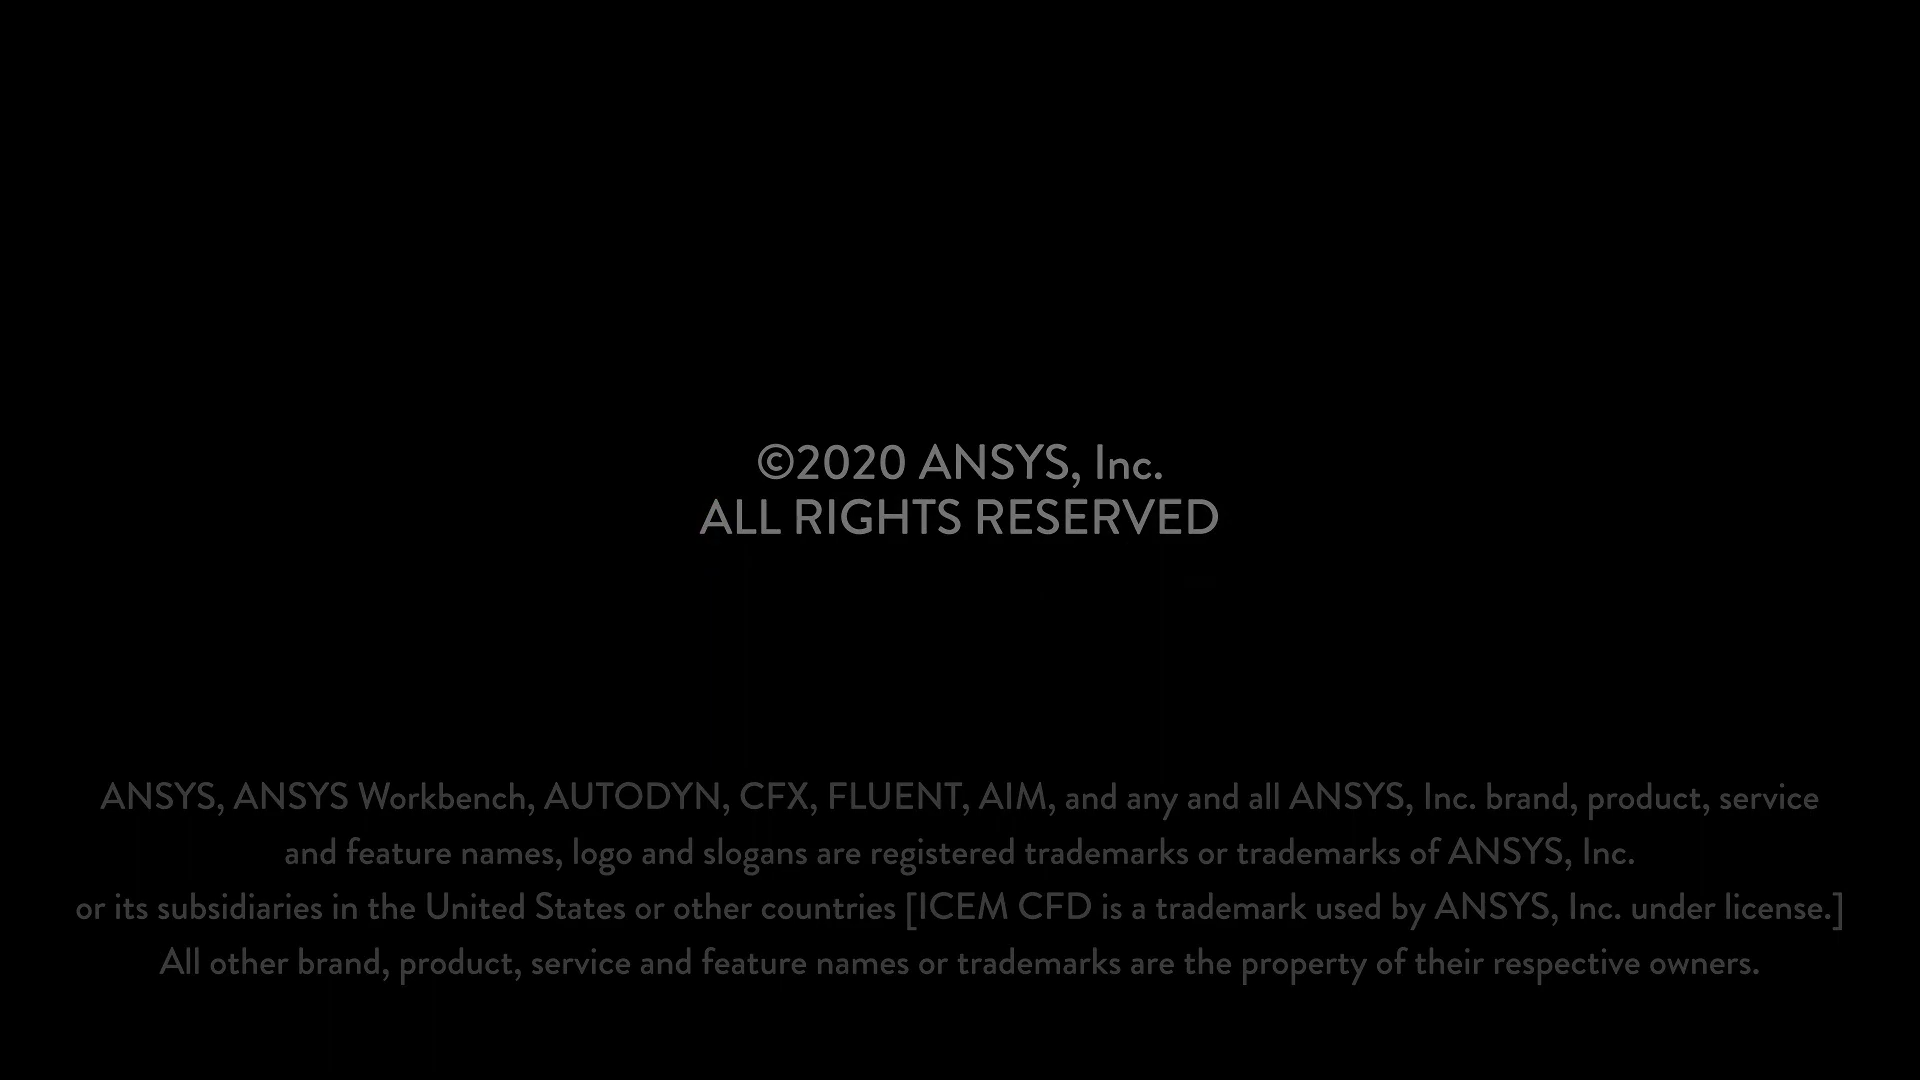 ©2020 ANSYS, Inc.
ALL RIGHTS RESERVED
ANSYS, ANSYS Workbench, AUTODYN, CFX, FLUENT, AIM, and any and all ANSYS, Inc. brand, product, service
and feature names, logo and slogans are registered trademarks or trademarks of ANSYS, Inc.
or its subsidiaries in the United States or other countries [ICEM CFD is a trademark used by ANSYS, Inc. under license.]
All other brand, product, service and feature names or trademarks are the property of their respective owners.